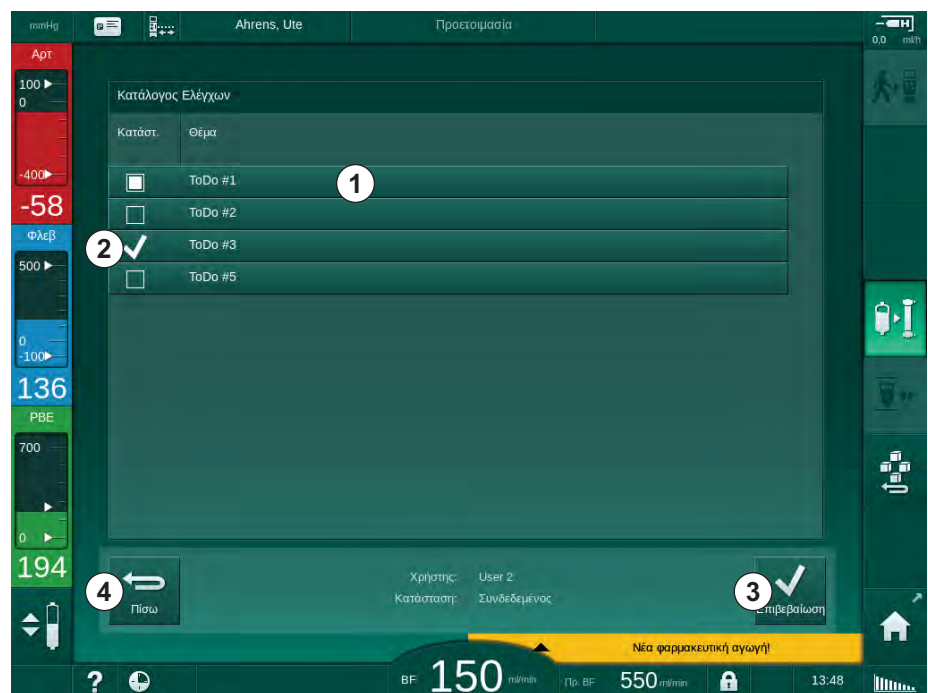 mmHg
Ahrens, Ute
Προετοιμασία
0,0 ml/h
Αρτ
100
0
-400
-58
Φλεβ
500
0
-100
136
PBE
700
0
194
Κατάλογος Ελέγχων
Κατάστ. Θέμα
ToDo #1 1
ToDo #2
2 ToDo #3
ToDo #5
4 Πίσω
Χρήστης: User 2
Κατάσταση: Συνδεδεμένος
3 Επιβεβαίωση
Νέα φαρμακευτική αγωγή!
? BF 150 ml/min Πρ. BF 550 ml/min 13:48